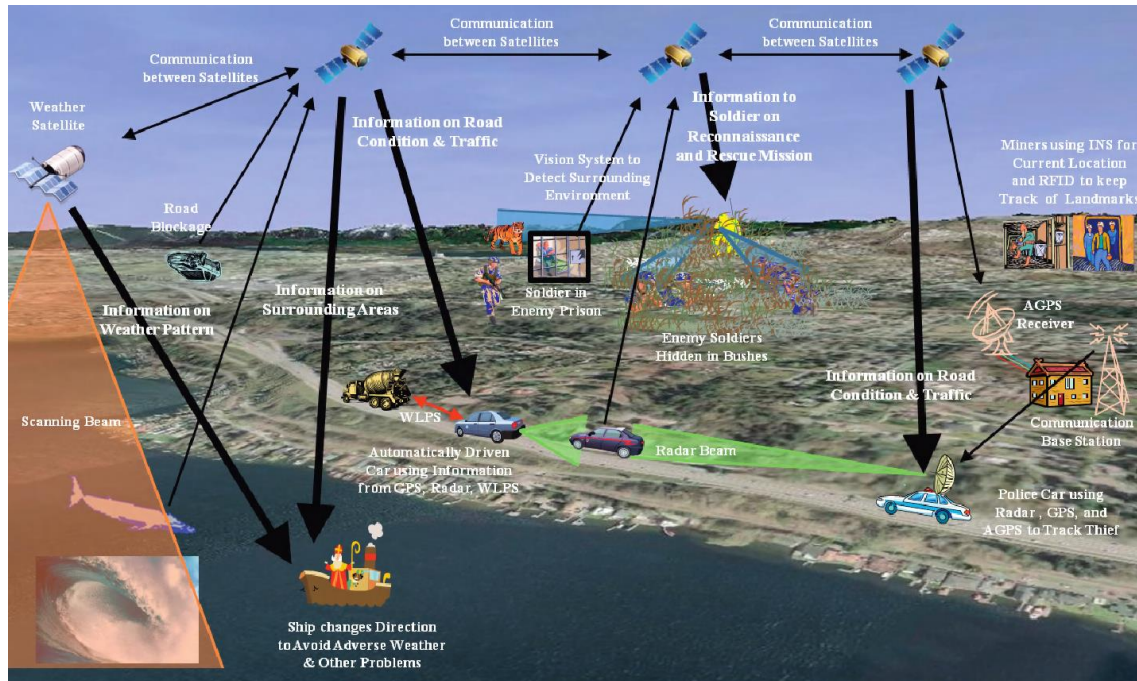 Communication
between Satellites
Communication
between Satellites
Communication
between Satellites
Weather
Satellite
Information on Road
Condition & Traffic
Information to
Soldier on
Reconnaissance
and Rescue Mission
Vision System to
Detect Surrounding
Environment
Miners using INS for
Current Location
and RFID to keep
Track of Landmarks
Road
Blockage
Information on
Surrounding Areas
Soldier in
Enemy Prison
Information on
Weather Pattern
AGPS
Receiver
Enemy Soldiers
Hidden in Bushes
Information on Road
Condition & Traffic
Scanning Beam
WLPS
Communication
Base Station
Automatically Driven
Car using Information
from GPS, Radar, WLPS
Radar Beam
Police Car using
Radar , GPS, and
AGPS to Track Thief
Ship changes Direction
to Avoid Adverse Weather
& Other Problems